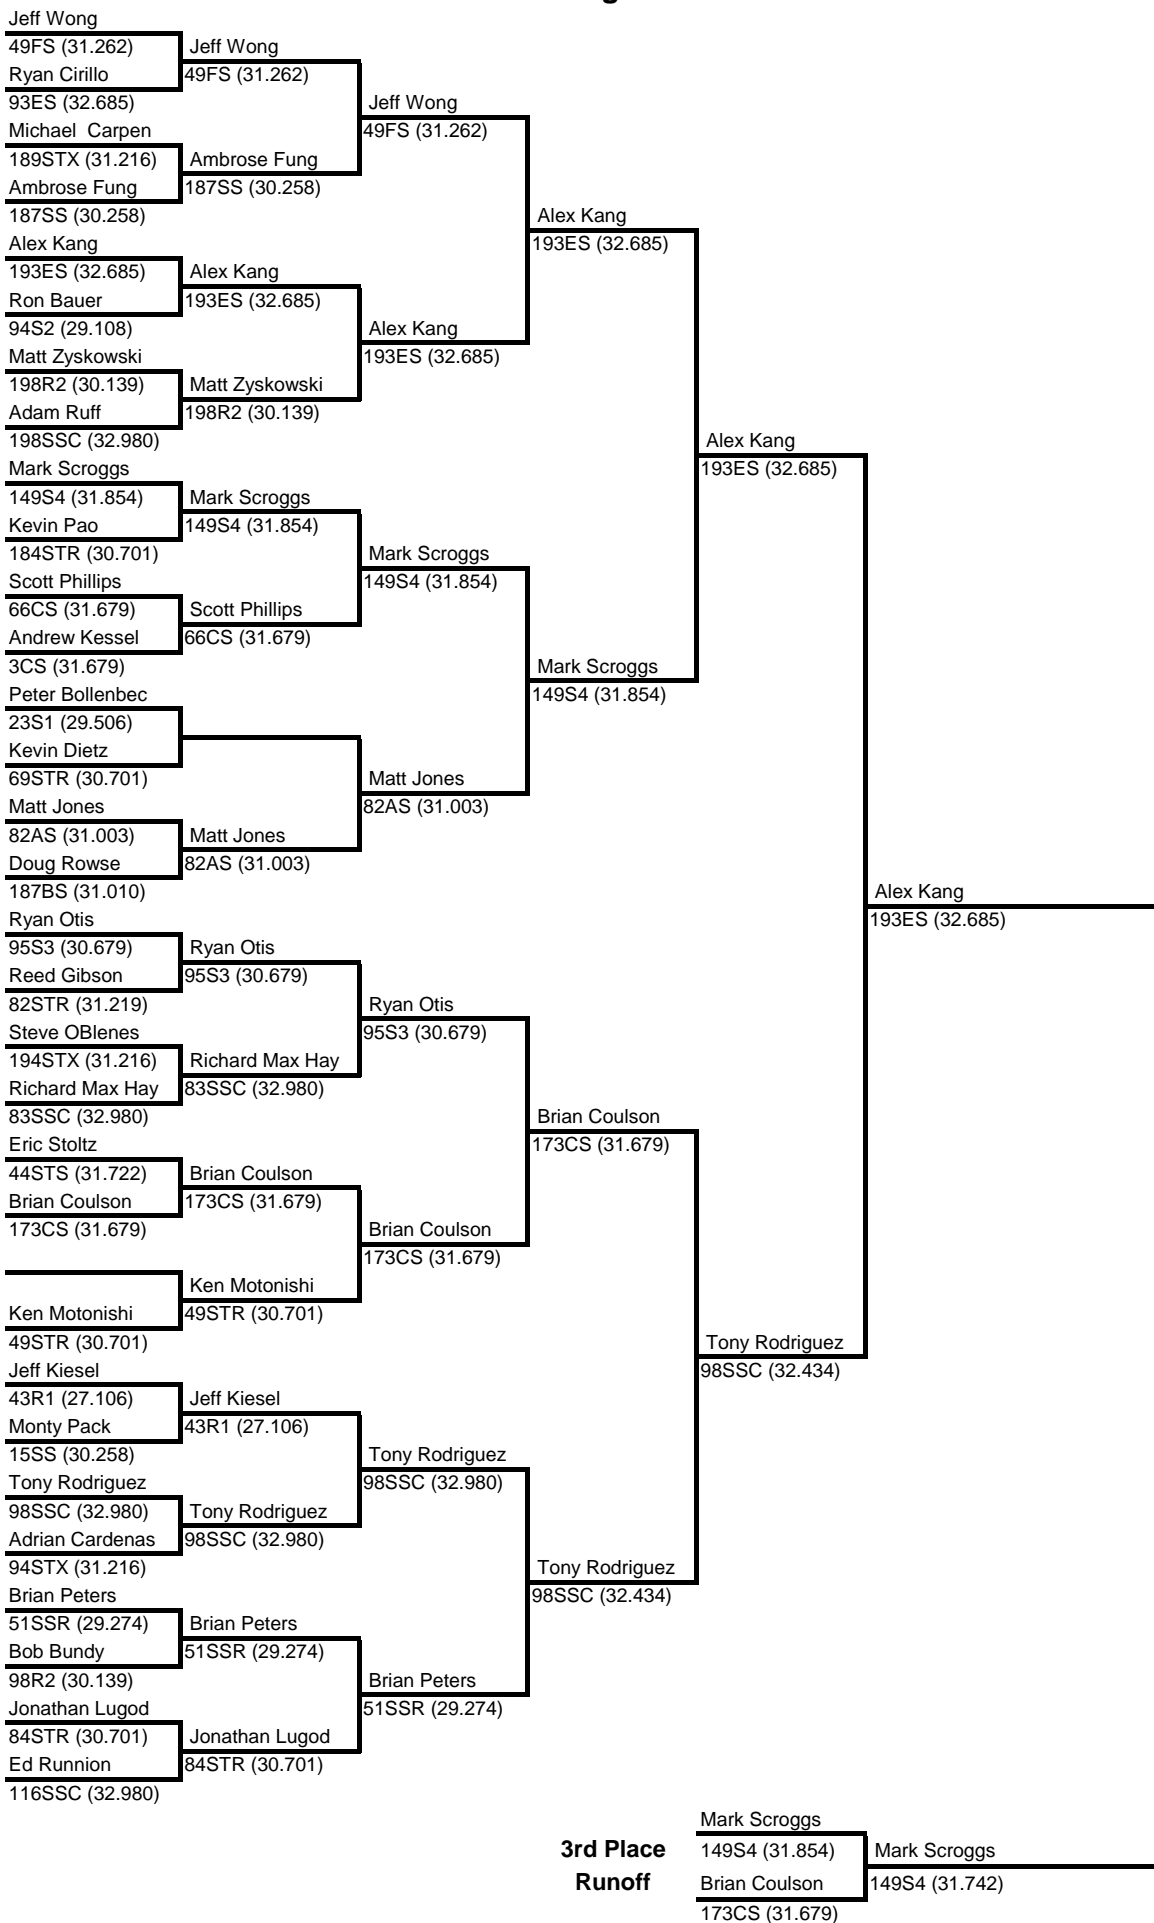 Jeff Wong
49FS (31.262)
Ryan Cirillo
93ES (32.685)
Michael  Carpen
189STX (31.216)
Ambrose Fung
187SS (30.258)
Alex Kang
193ES (32.685)
Ron Bauer
94S2 (29.108)
Matt Zyskowski
198R2 (30.139)
Adam Ruff
198SSC (32.980)
Mark Scroggs
149S4 (31.854)
Kevin Pao
184STR (30.701)
Scott Phillips
66CS (31.679)
Andrew Kessel
3CS (31.679)
Peter Bollenbec
23S1 (29.506)
Kevin Dietz
69STR (30.701)
Matt Jones
82AS (31.003)
Doug Rowse
187BS (31.010)
Ryan Otis
95S3 (30.679)
Reed Gibson
82STR (31.219)
Steve OBlenes
194STX (31.216)
Richard Max Hay
83SSC (32.980)
Eric Stoltz
44STS (31.722)
Brian Coulson
173CS (31.679)
Ken Motonishi
49STR (30.701)
Jeff Kiesel
43R1 (27.106)
Monty Pack
15SS (30.258)
Tony Rodriguez
98SSC (32.980)
Adrian Cardenas
94STX (31.216)
Brian Peters
51SSR (29.274)
Bob Bundy
98R2 (30.139)
Jonathan Lugod
84STR (30.701)
Ed Runnion
116SSC (32.980)
Jeff Wong
49FS (31.262)
Ambrose Fung
187SS (30.258)
Alex Kang
193ES (32.685)
Matt Zyskowski
198R2 (30.139)
Mark Scroggs
149S4 (31.854)
Scott Phillips
66CS (31.679)
Matt Jones
82AS (31.003)
Ryan Otis
95S3 (30.679)
Richard Max Hay
83SSC (32.980)
Brian Coulson
173CS (31.679)
Ken Motonishi
49STR (30.701)
Jeff Kiesel
43R1 (27.106)
Tony Rodriguez
98SSC (32.980)
Brian Peters
51SSR (29.274)
Jonathan Lugod
84STR (30.701)
Jeff Wong
49FS (31.262)
Alex Kang
193ES (32.685)
Mark Scroggs
149S4 (31.854)
Matt Jones
82AS (31.003)
Ryan Otis
95S3 (30.679)
Brian Coulson
173CS (31.679)
Tony Rodriguez
98SSC (32.980)
Brian Peters
51SSR (29.274)
Alex Kang
193ES (32.685)
Mark Scroggs
149S4 (31.854)
Brian Coulson
173CS (31.679)
Tony Rodriguez
98SSC (32.434)
Alex Kang
193ES (32.685)
Tony Rodriguez
98SSC (32.434)
Alex Kang
193ES (32.685)
3rd Place
Runoff
Mark Scroggs
149S4 (31.854)
Brian Coulson
173CS (31.679)
Mark Scroggs
149S4 (31.742)